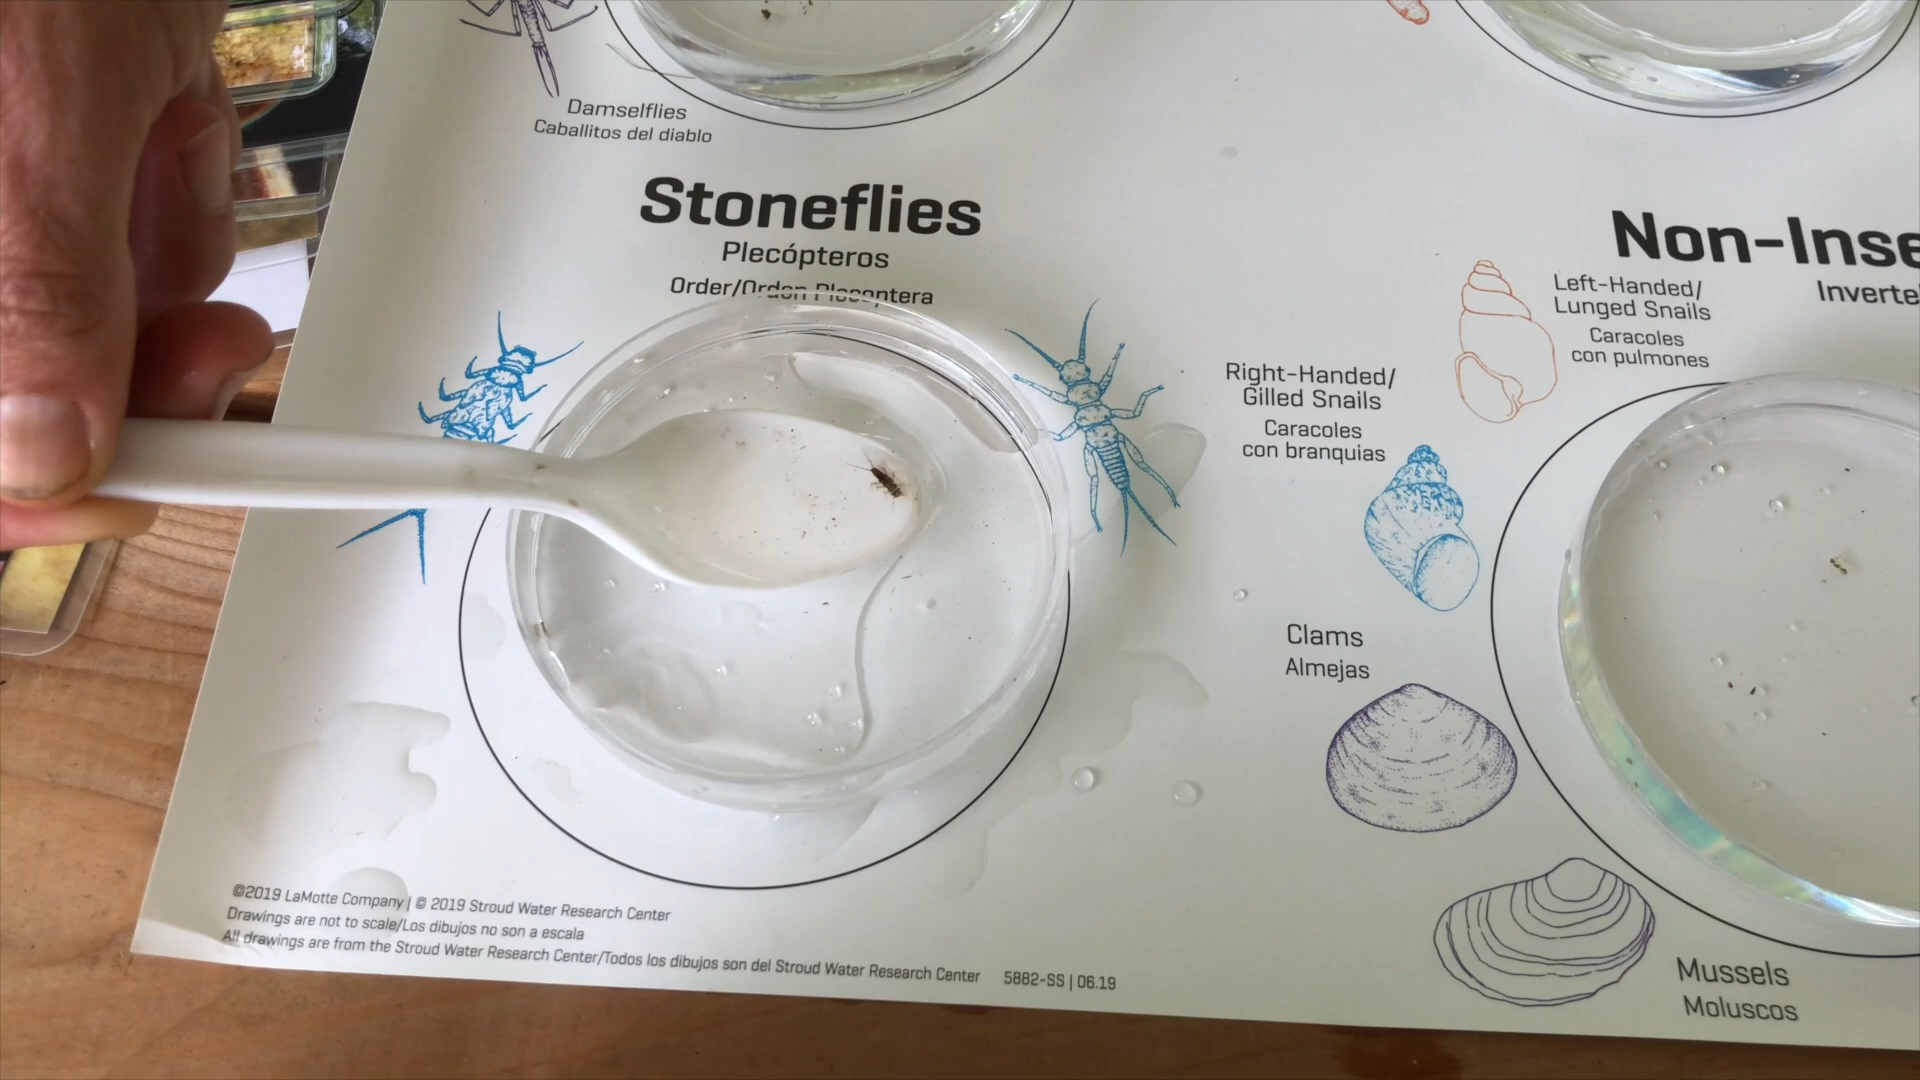 Damselflies
Caballitos del diablo
Stoneflies
Plecópteros
Order/Orden Plecoptera
Non-Inse
Inverte
Left-Handed/
Lunged Snails
Caracoles
con pulmones
Right-Handed/
Gilled Snails
Caracoles
con branquias
Clams
Almejas
Mussels
Moluscos
©2019 LaMotte Company | © 2019 Stroud Water Research Center
Drawings are not to scale/Los dibujos no son a escala
All drawings are from the Stroud Water Research Center/Todos los dibujos son del Stroud Water Research Center 5882-SS | 06.19